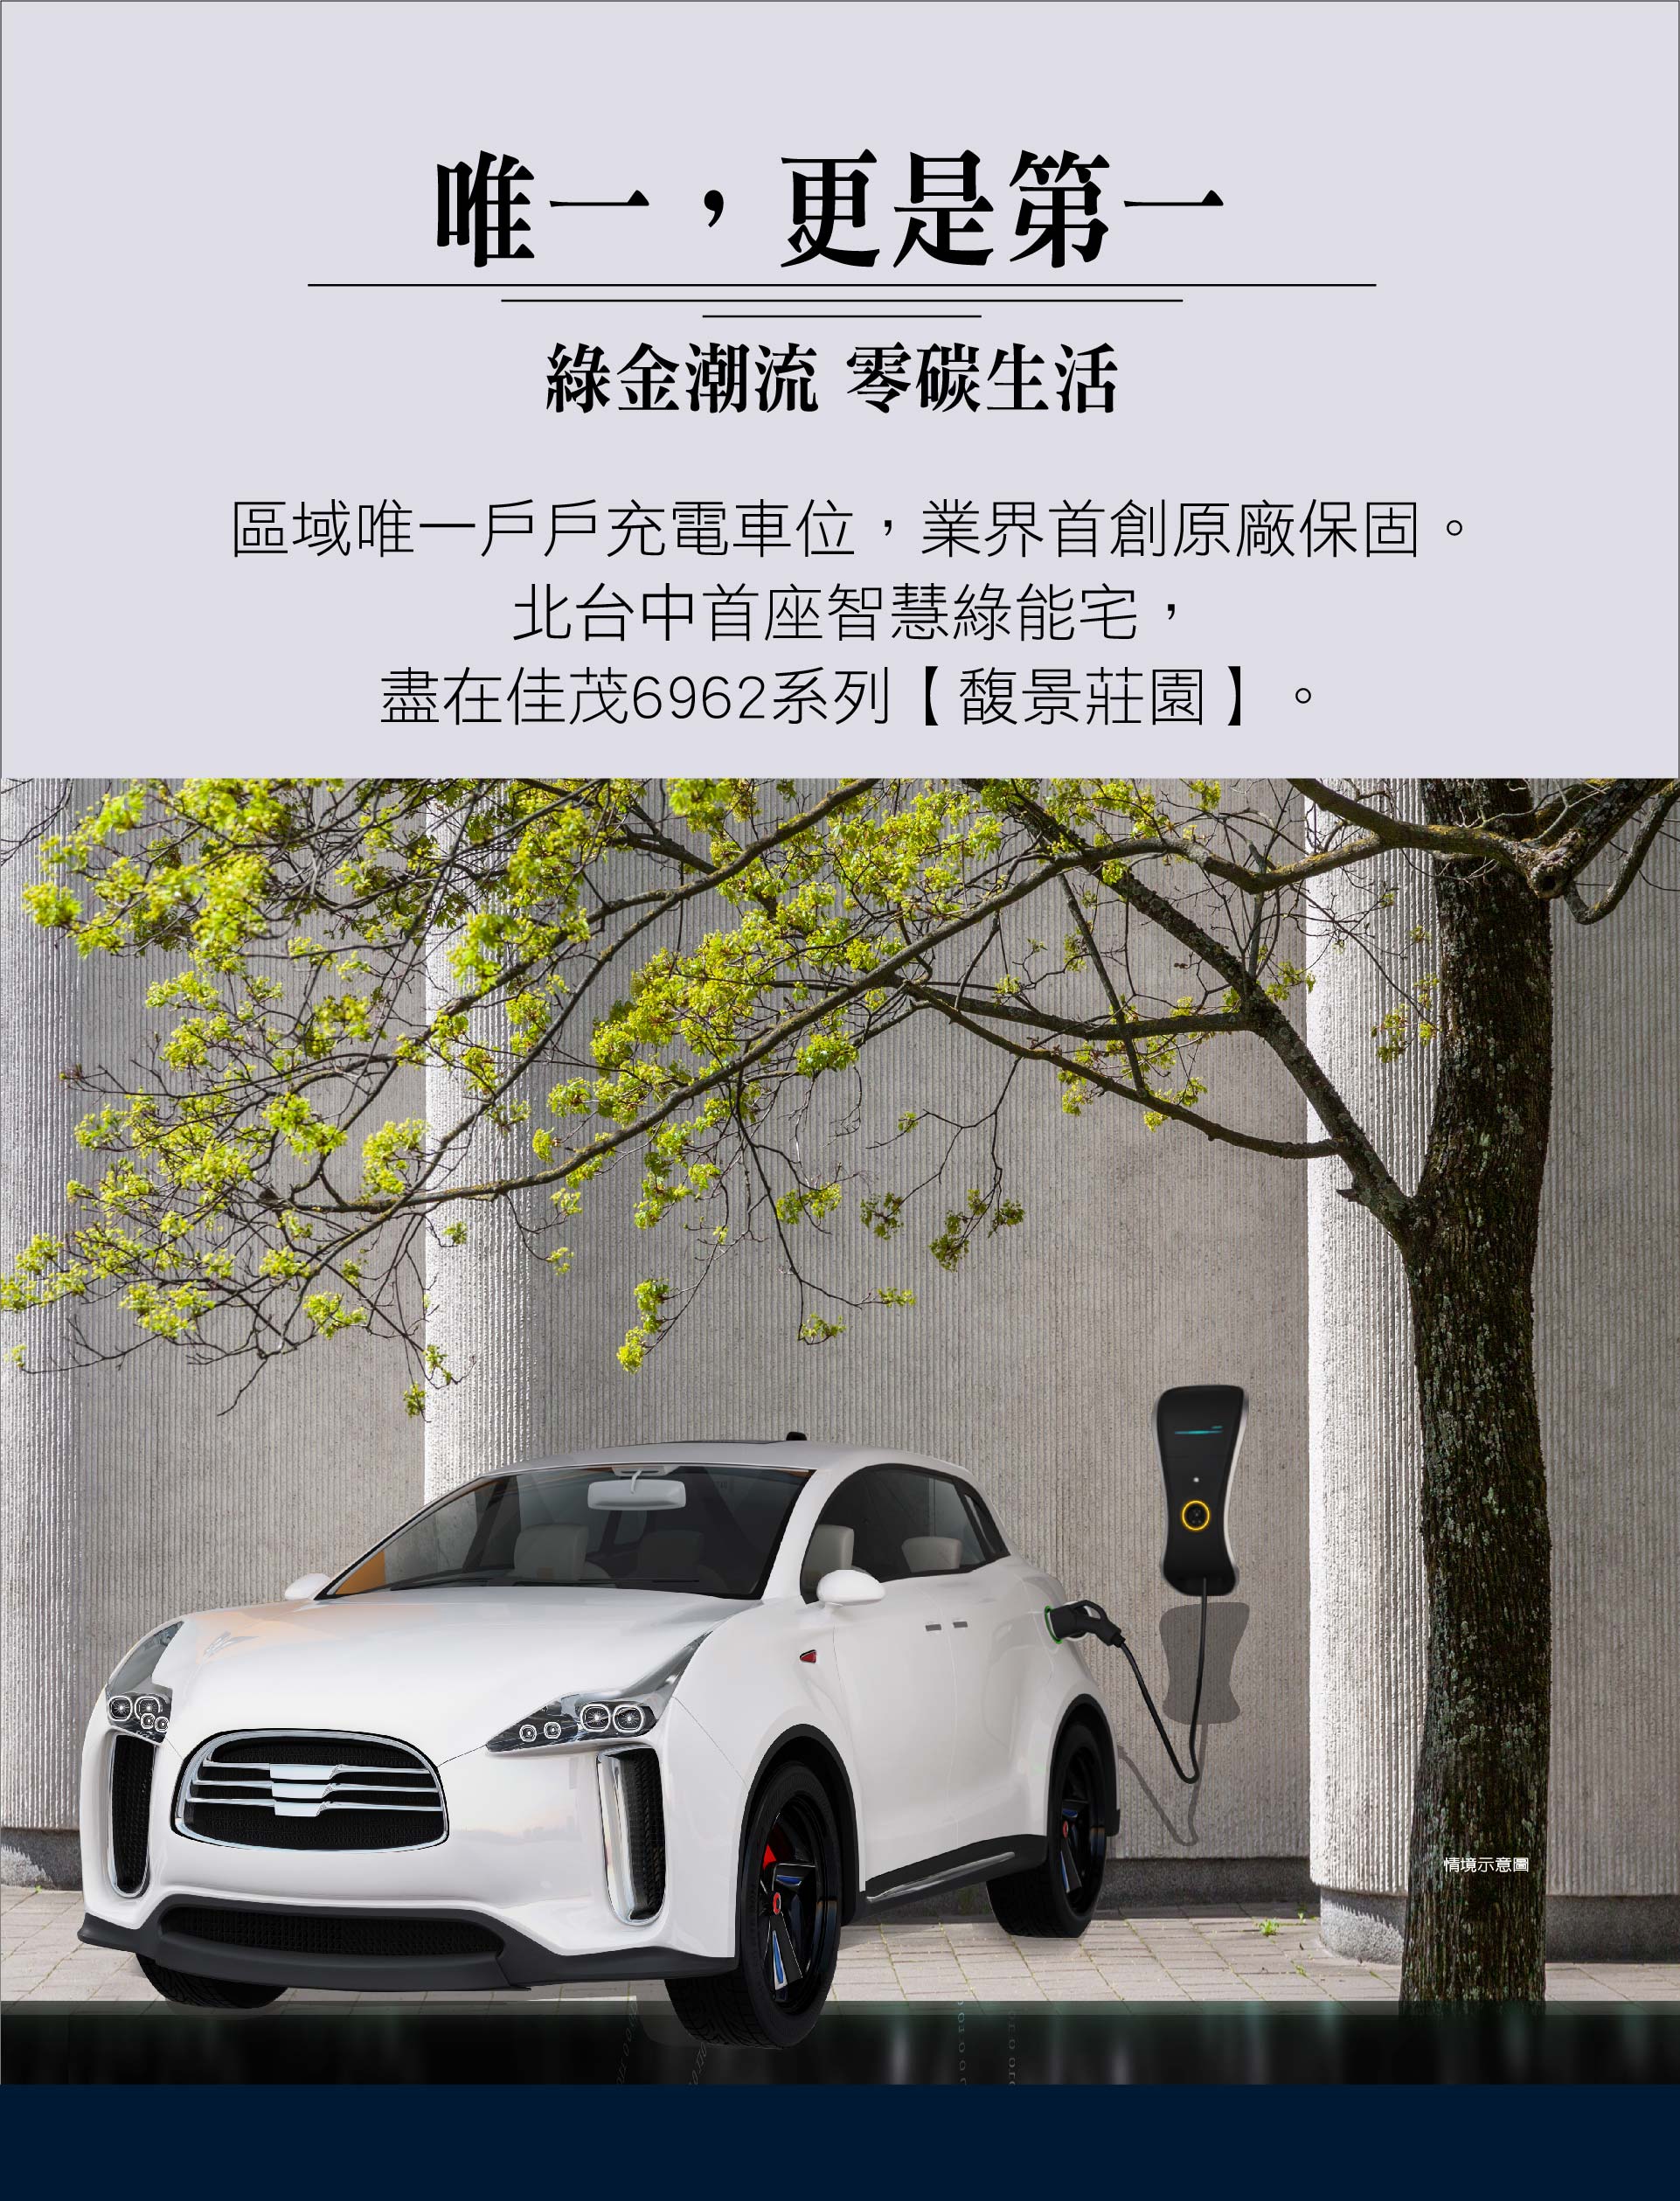 唯一，更是第一
綠金潮流 零碳生活
區域唯一戶戶充電車位，業界首創原廠保固。
北台中首座智慧綠能宅，
盡在佳茂6962系列【馥景莊園】。
情境示意圖